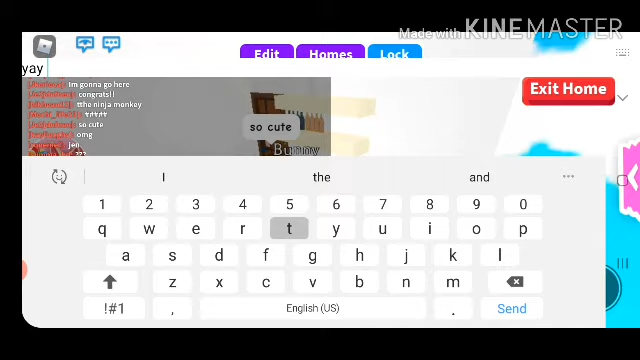 Made with KINEMASTER
Edit Homes Lock
yay
Im gonna go here
congrats!!
tthe ninja monkey
#####
so cute
omg
Jen
???
so cute
Bunny
Exit Home
I the and
1 2 3 4 5 6 7 8 9 0
q w e r t y u i o p
a s d f g h j k l
z x c v b n m
!#1 , English (US) . Send